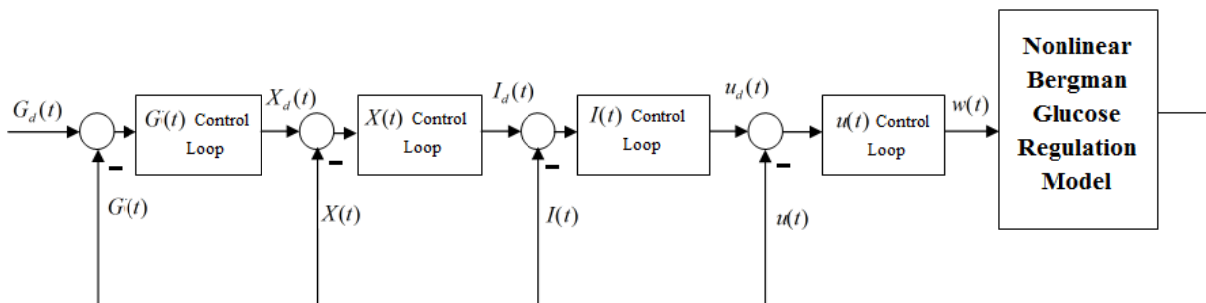 G_d(t)
G(t) Control
Loop
X_d(t)
X(t) Control
Loop
I_d(t)
I(t) Control
Loop
u_d(t)
u(t) Control
Loop
w(t)
Nonlinear
Bergman
Glucose
Regulation
Model
G(t)
X(t)
I(t)
u(t)